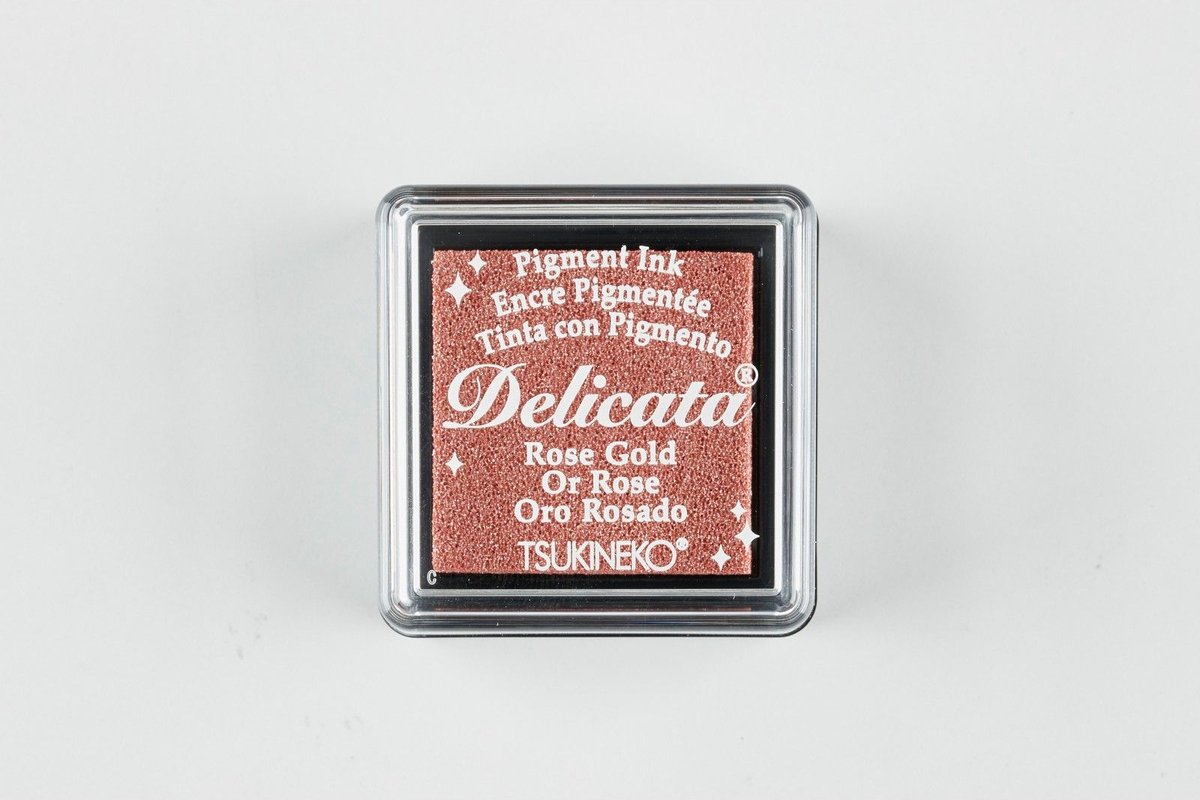 Pigment Ink
Encre Pigmentée
Tinta con Pigmento
Delicata®
Rose Gold
Or Rose
Oro Rosado
TSUKINEKO®
C